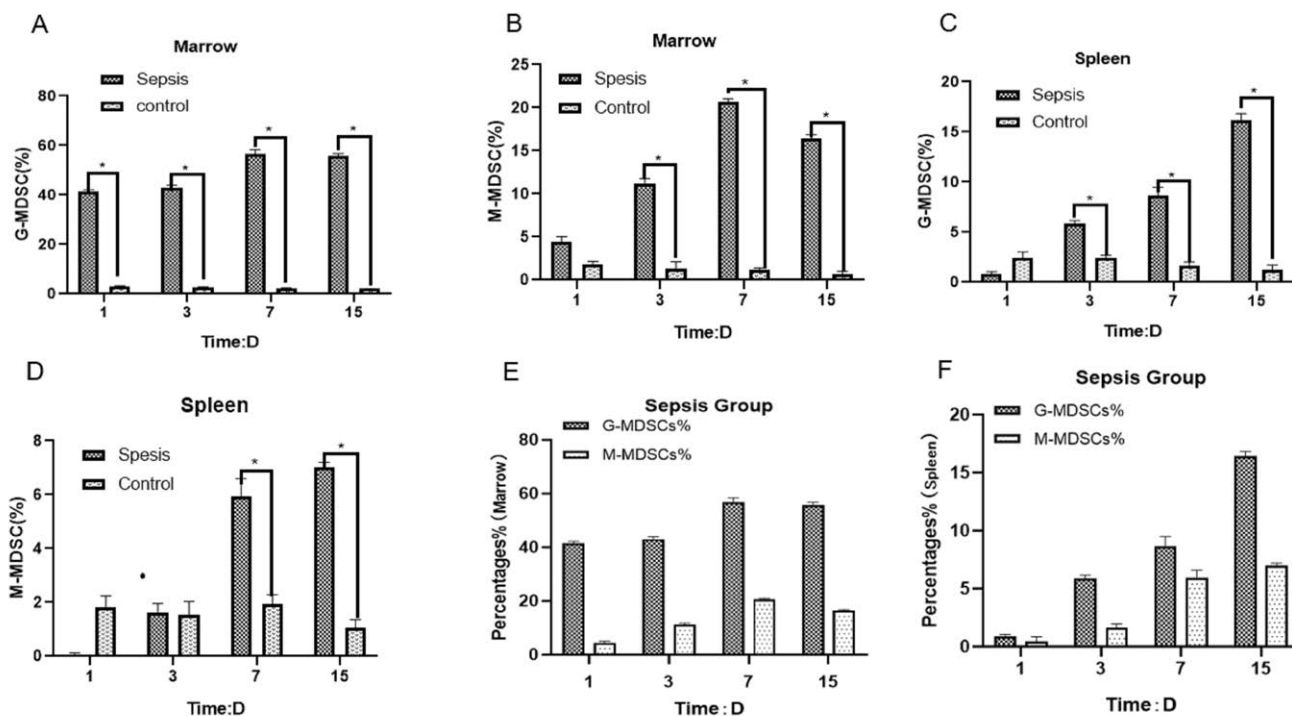 A
Marrow
Sepsis
control
G-MDSC(%)
80
60
40
20
0
*
*
*
*
1 3 7 15
Time:D
B
Marrow
Spesis
Control
M-MDSC(%)
25
20
15
10
5
0
*
*
*
1 3 7 15
Time:D
C
Spleen
Sepsis
Control
G-MDSC(%)
20
15
10
5
0
*
*
*
1 3 7 15
Time:D
D
Spleen
Spesis
Control
M-MDSC(%)
8
6
4
2
0
*
*
1 3 7 15
Time:D
E
Sepsis Group
G-MDSCs%
M-MDSCs%
Percentages% (Marrow)
80
60
40
20
0
1 3 7 15
Time:D
F
Sepsis Group
G-MDSCs%
M-MDSCs%
Percentages% (Spleen)
20
15
10
5
0
1 3 7 15
Time:D